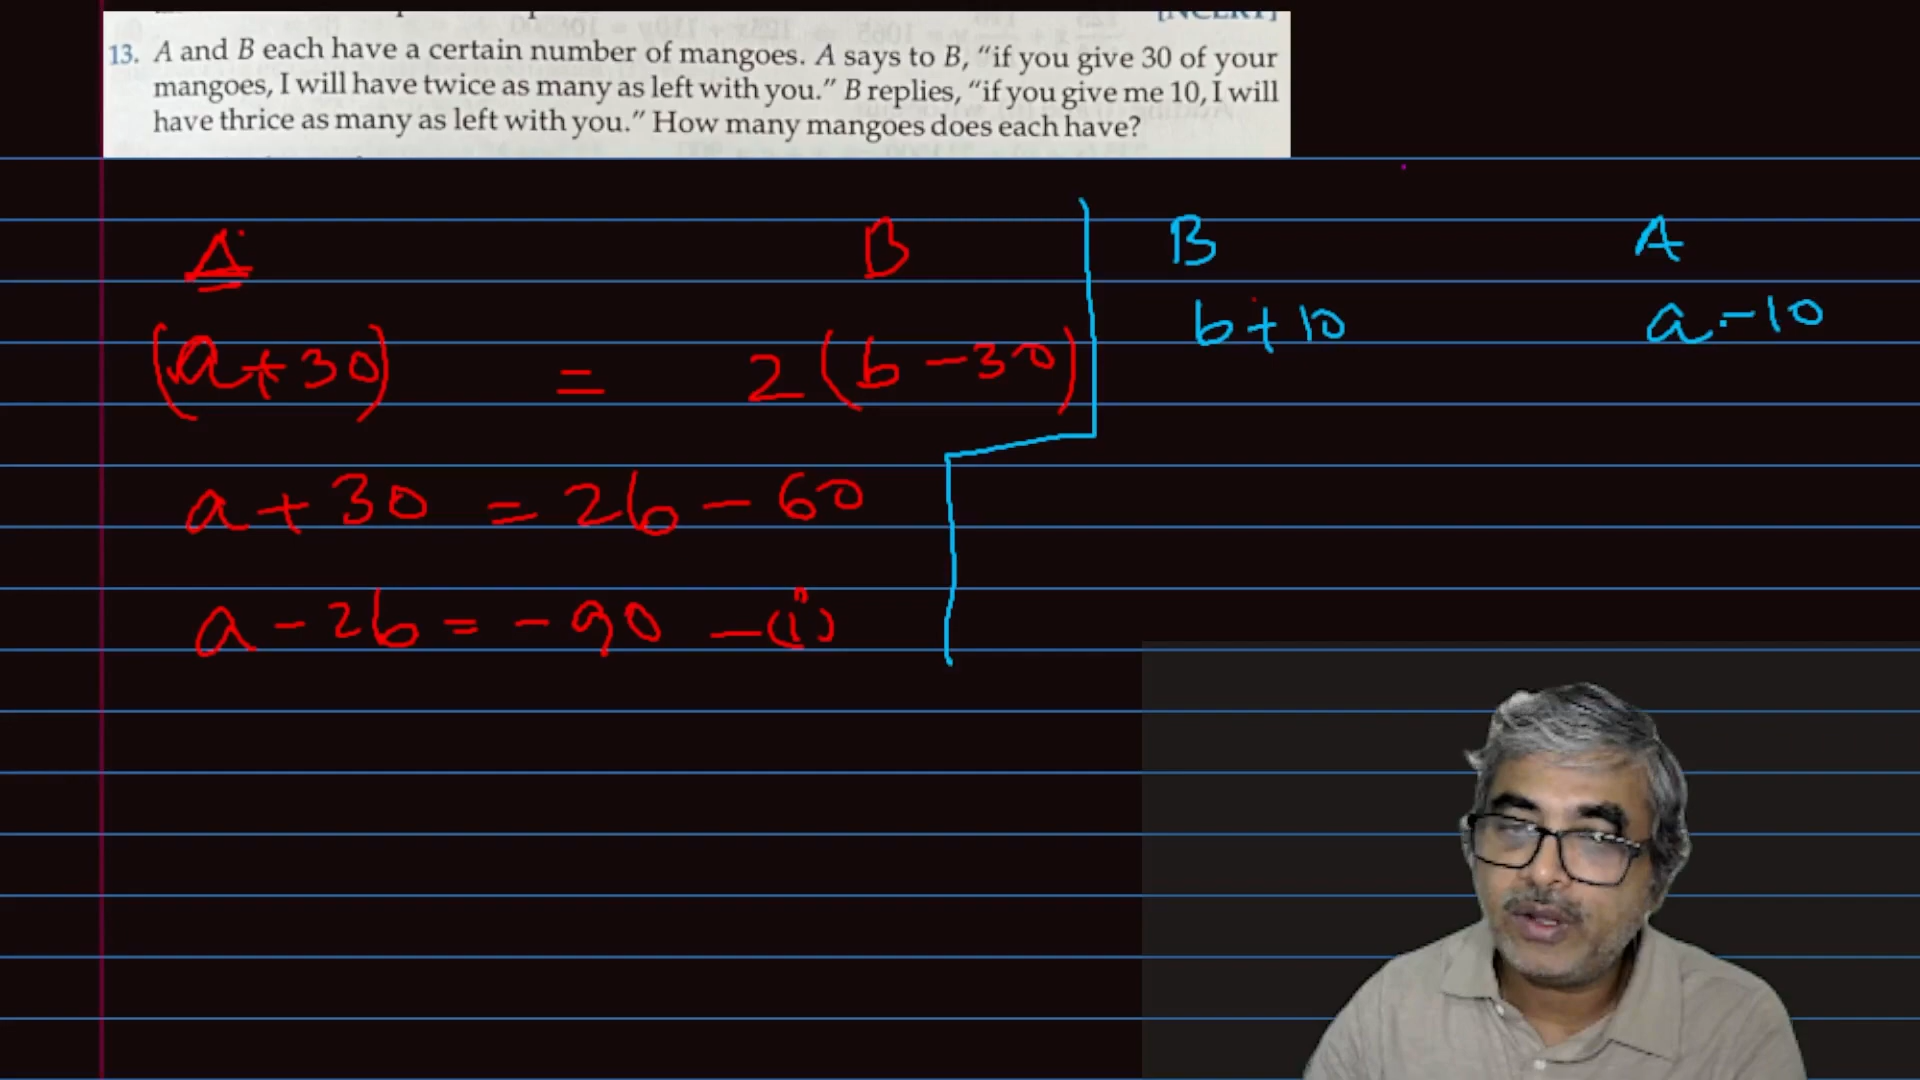 [NCERT]
13. A and B each have a certain number of mangoes. A says to B, “if you give 30 of your
mangoes, I will have twice as many as left with you.” B replies, “if you give me 10, I will
have thrice as many as left with you.” How many mangoes does each have?
A B
(a+30) = 2(b-30)
a+30 = 2b-60
a-2b = -90 -(i)
B A
b+10 a-10